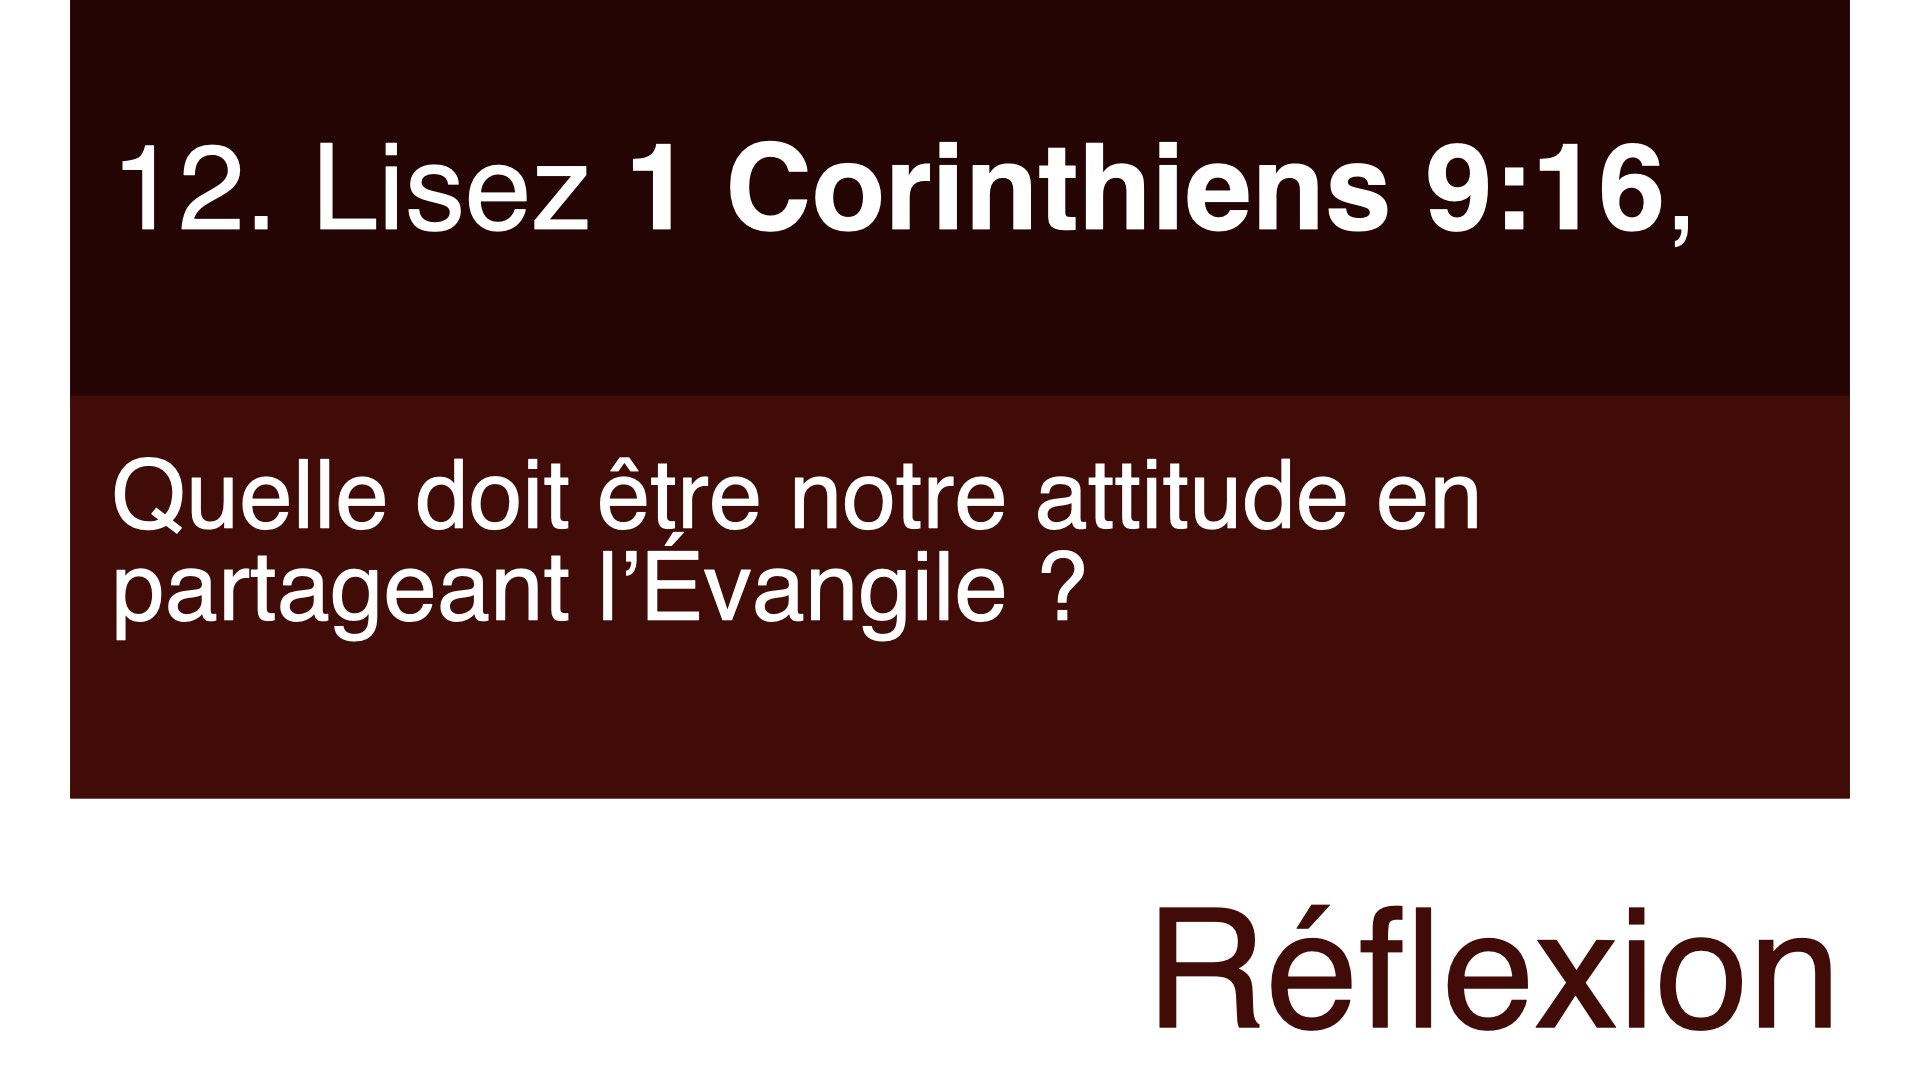 12. Lisez 1 Corinthiens 9:16,
Quelle doit être notre attitude en
partageant l’Évangile ?
Réflexion